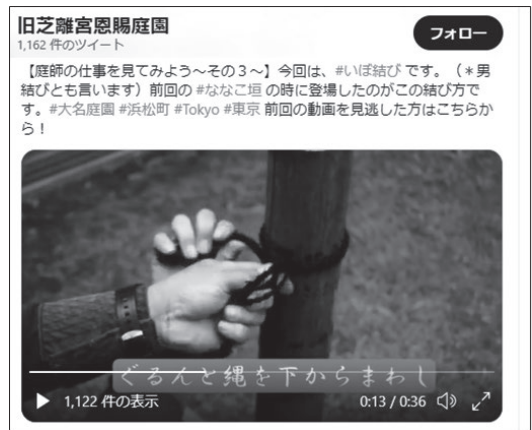 旧芝離宮恩賜庭園
フォロー
1,162 件のツイート
【庭師の仕事を見てみよう～その３～】今回は、#いぼ結び です。（＊男
結びとも言います）前回の #ななこ垣 の時に登場したのがこの結び方で
す。#大名庭園 #浜松町 #Tokyo #東京 前回の動画を見逃した方はこちらか
ら！
ぐるんと縄を下からまわし
1,122 件の表示
0:13 / 0:36